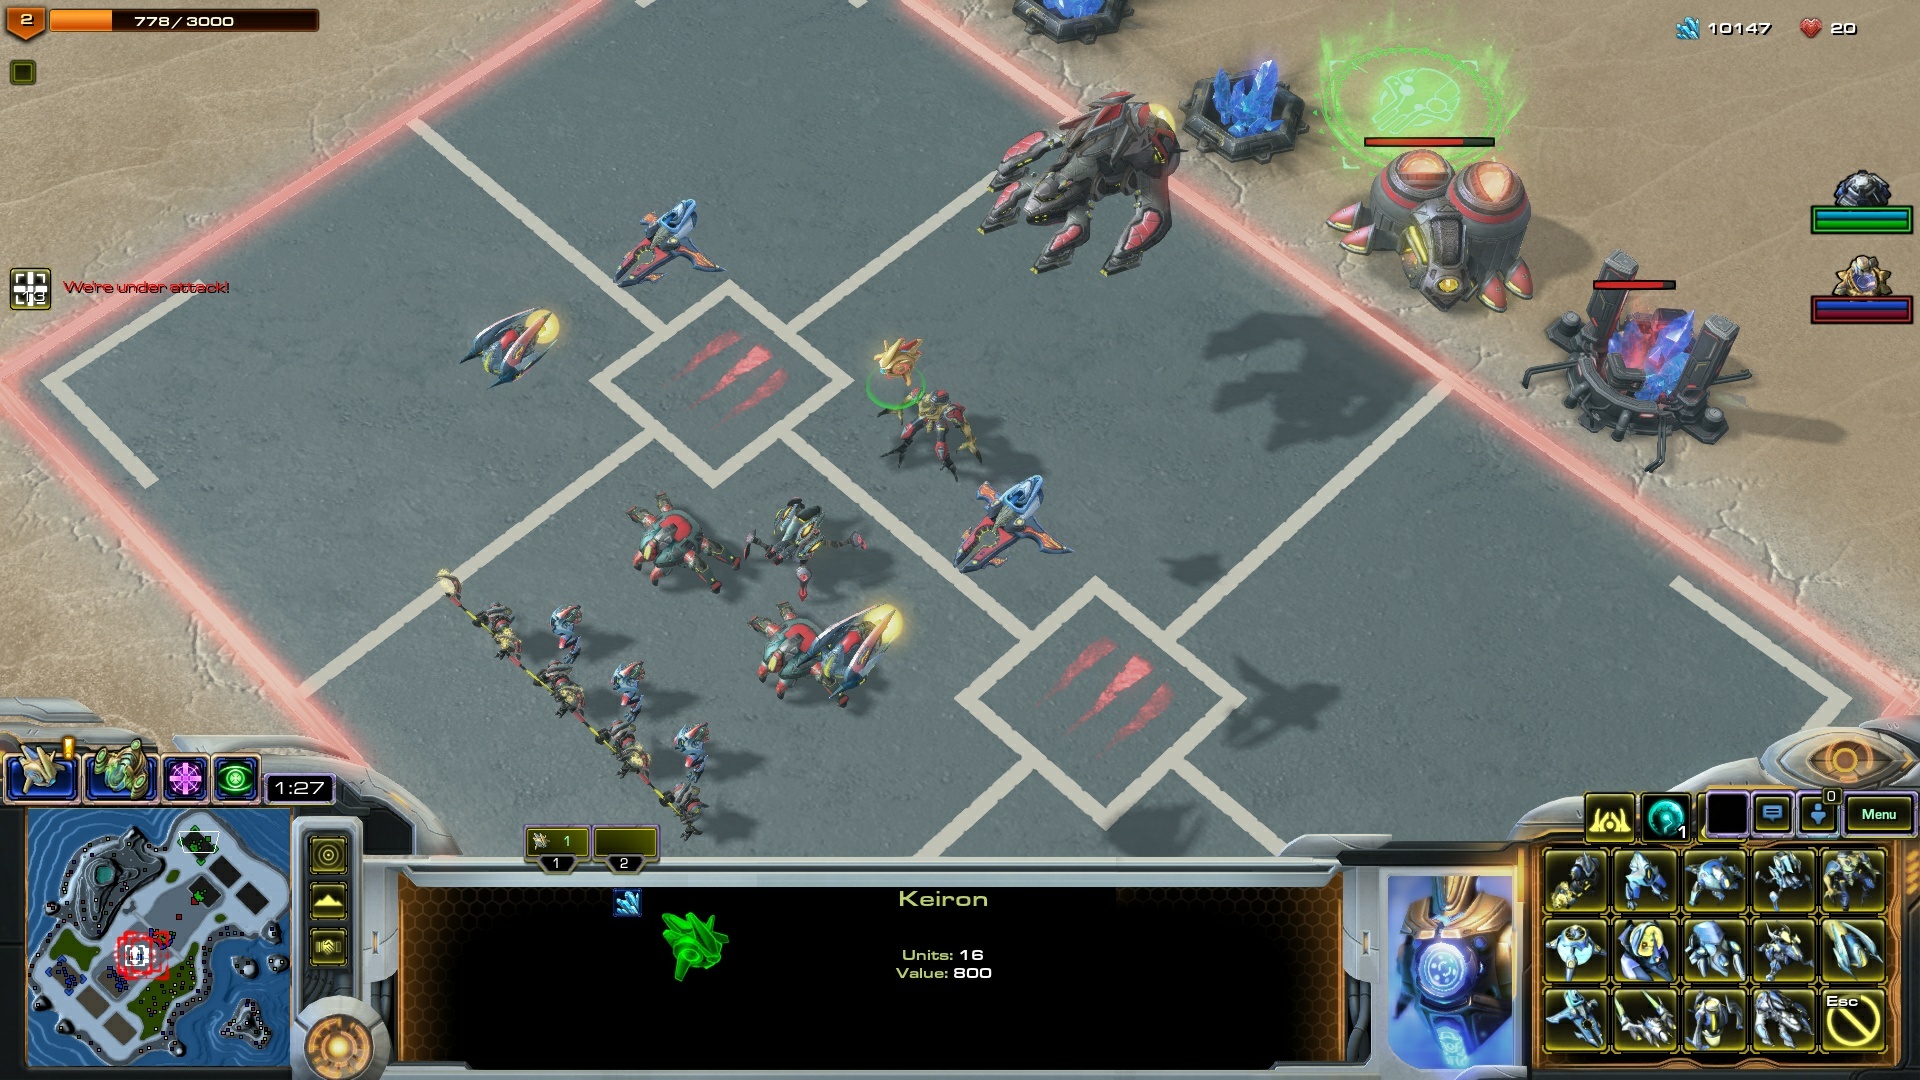 2
778/3000
10147
20
We're under attack!
1:27
1
1
2
Keiron
Units: 16
Value: 800
1
0
Menu
Esc